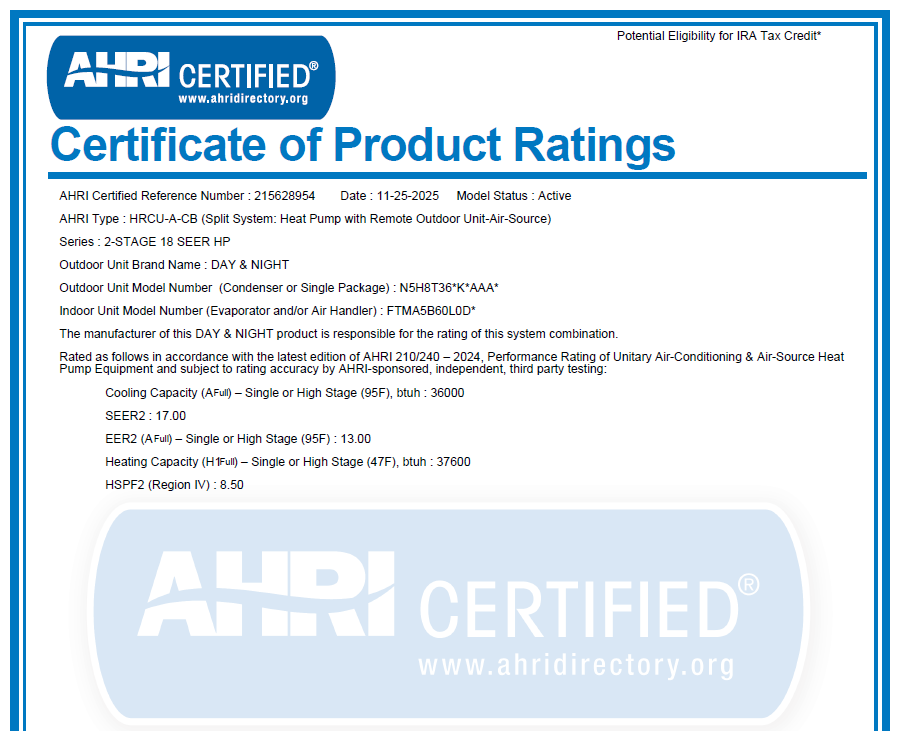 Potential Eligibility for IRA Tax Credit*
AHRI CERTIFIED®
www.ahridirectory.org
Certificate of Product Ratings
AHRI Certified Reference Number : 215628954 Date : 11-25-2025 Model Status : Active
AHRI Type : HRCU-A-CB (Split System: Heat Pump with Remote Outdoor Unit-Air-Source)
Series : 2-STAGE 18 SEER HP
Outdoor Unit Brand Name : DAY & NIGHT
Outdoor Unit Model Number (Condenser or Single Package) : N5H8T36*K*AAA*
Indoor Unit Model Number (Evaporator and/or Air Handler) : FTMA5B60L0D*
The manufacturer of this DAY & NIGHT product is responsible for the rating of this system combination.
Rated as follows in accordance with the latest edition of AHRI 210/240 – 2024, Performance Rating of Unitary Air-Conditioning & Air-Source Heat
Pump Equipment and subject to rating accuracy by AHRI-sponsored, independent, third party testing:
Cooling Capacity (AFull) – Single or High Stage (95F), btuh : 36000
SEER2 : 17.00
EER2 (AFull) – Single or High Stage (95F) : 13.00
Heating Capacity (H1Full) – Single or High Stage (47F), btuh : 37600
HSPF2 (Region IV) : 8.50
AHRI CERTIFIED®
www.ahridirectory.org